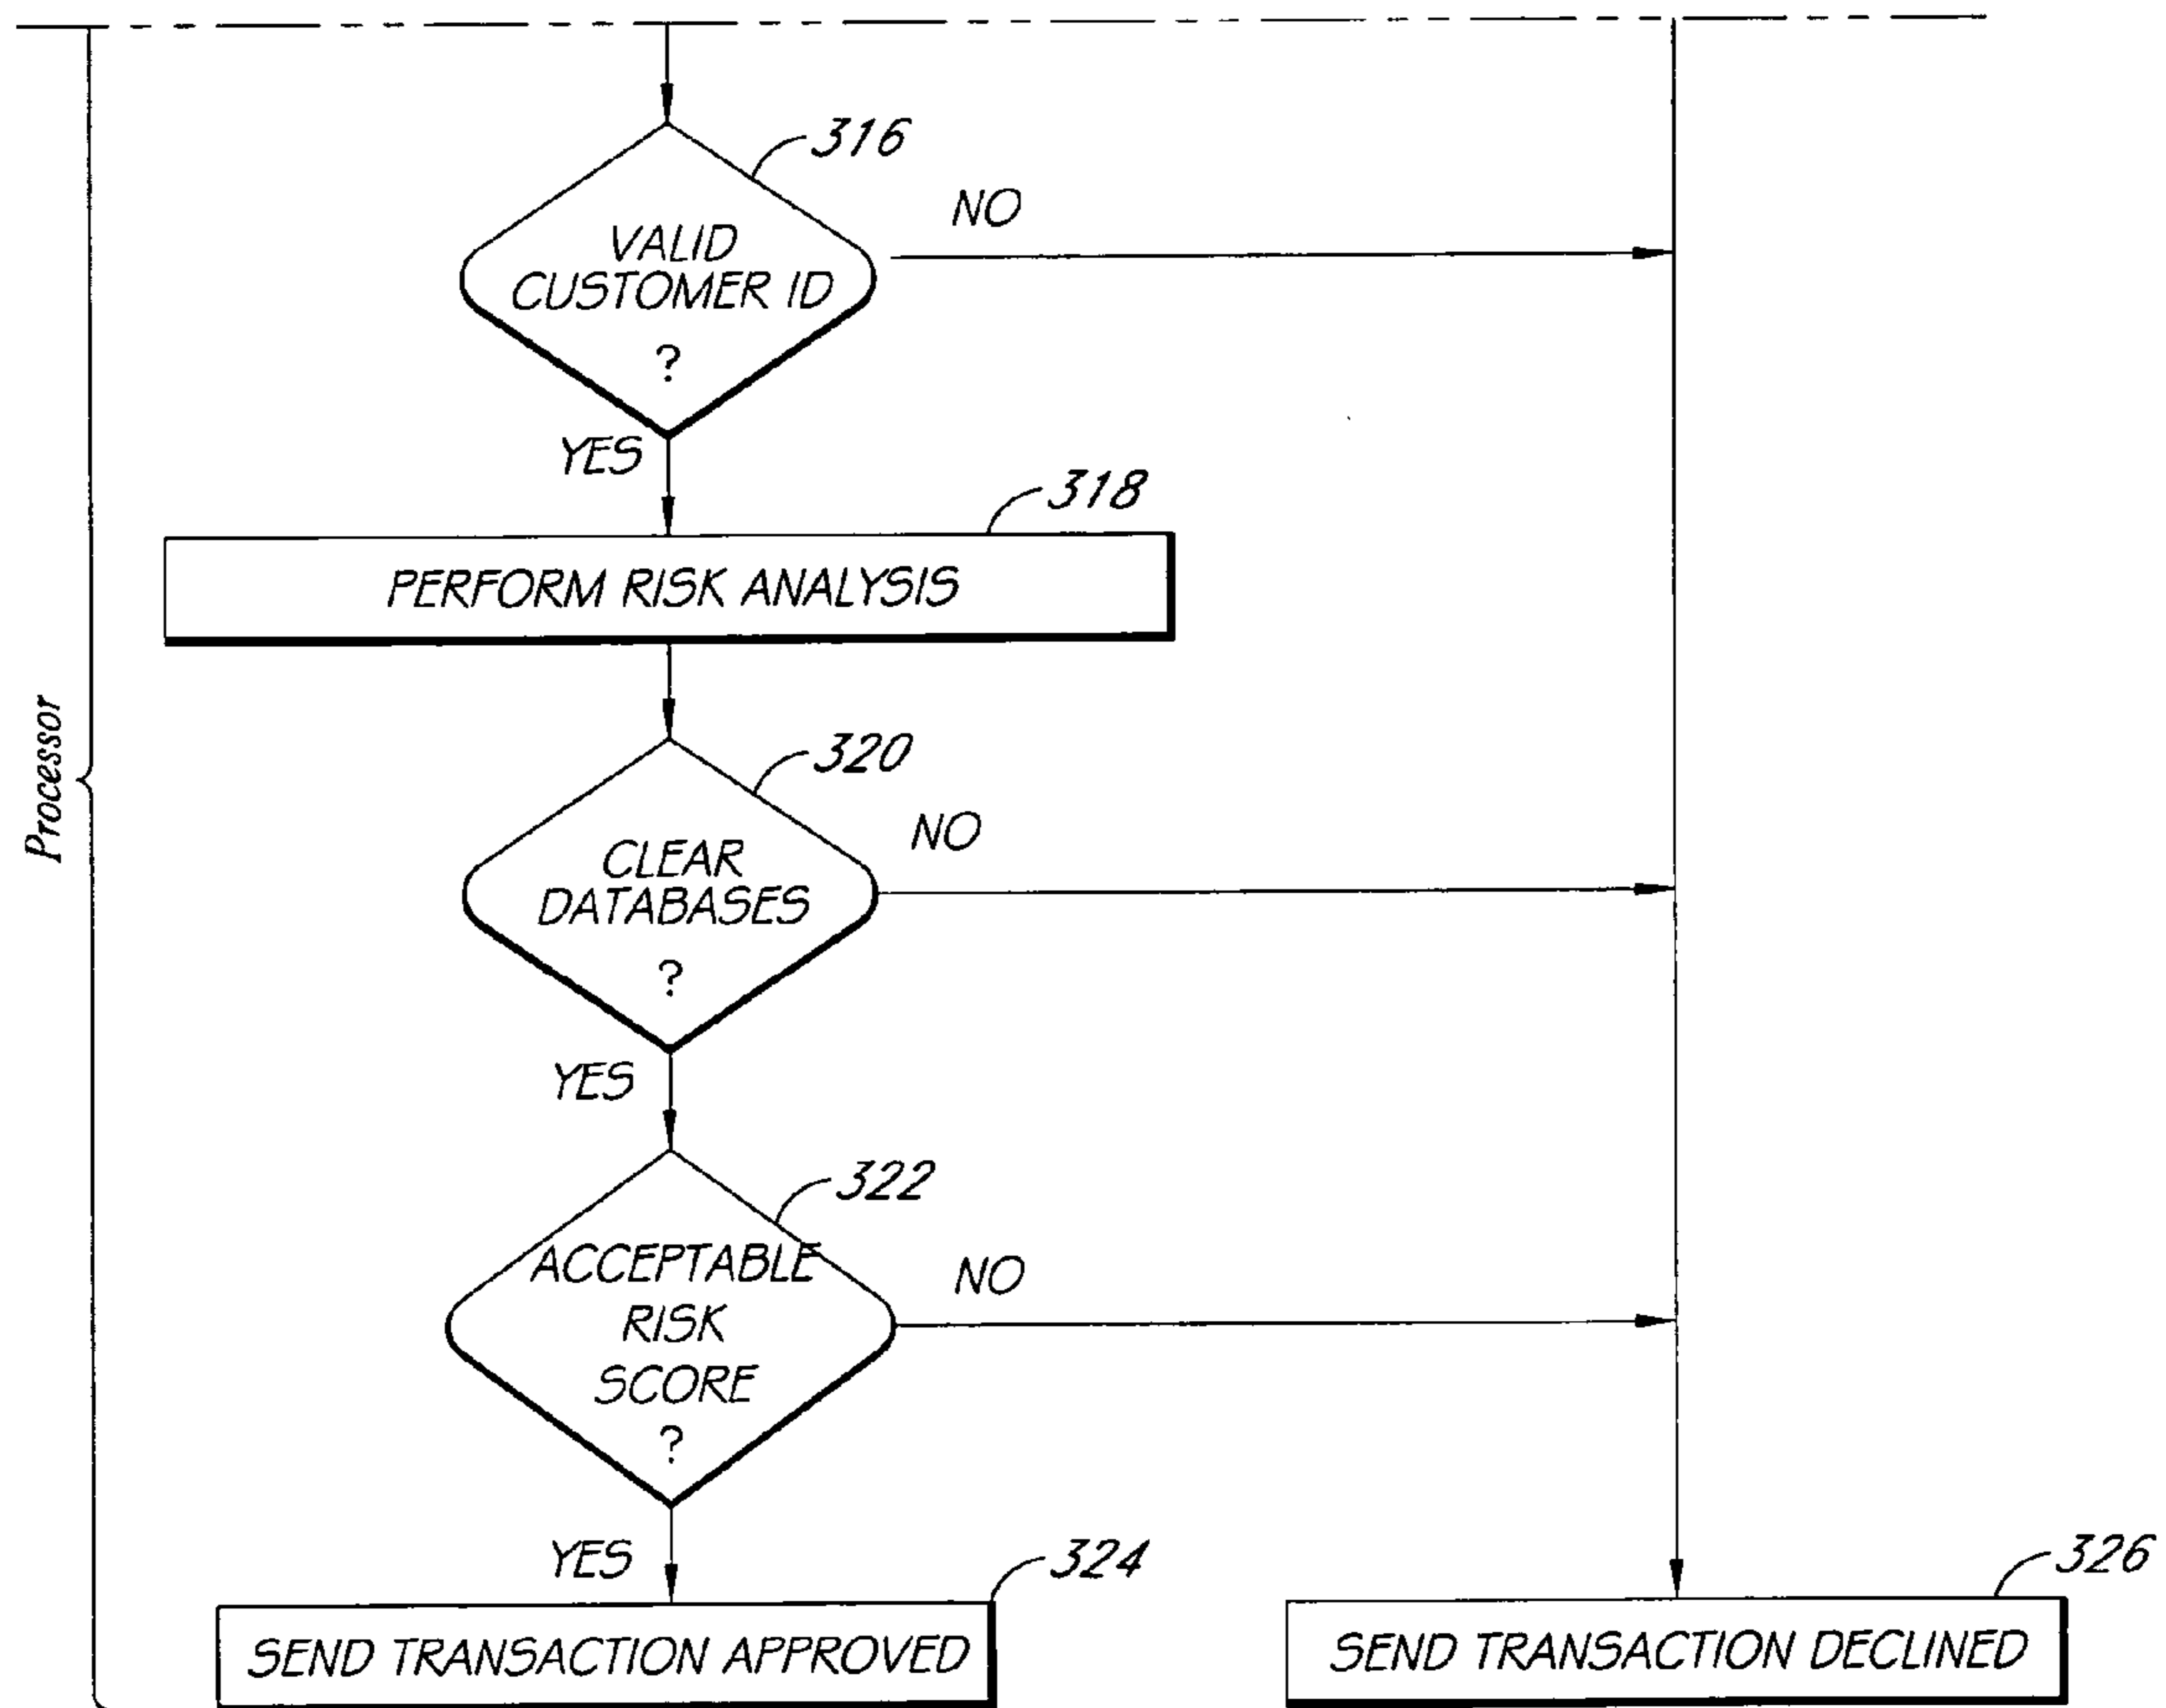 316
VALID
CUSTOMER ID
?
NO
YES
318
PERFORM RISK ANALYSIS
320
CLEAR
DATABASES
?
NO
YES
Processor
322
ACCEPTABLE
RISK
SCORE
?
NO
YES
324
SEND TRANSACTION APPROVED
326
SEND TRANSACTION DECLINED